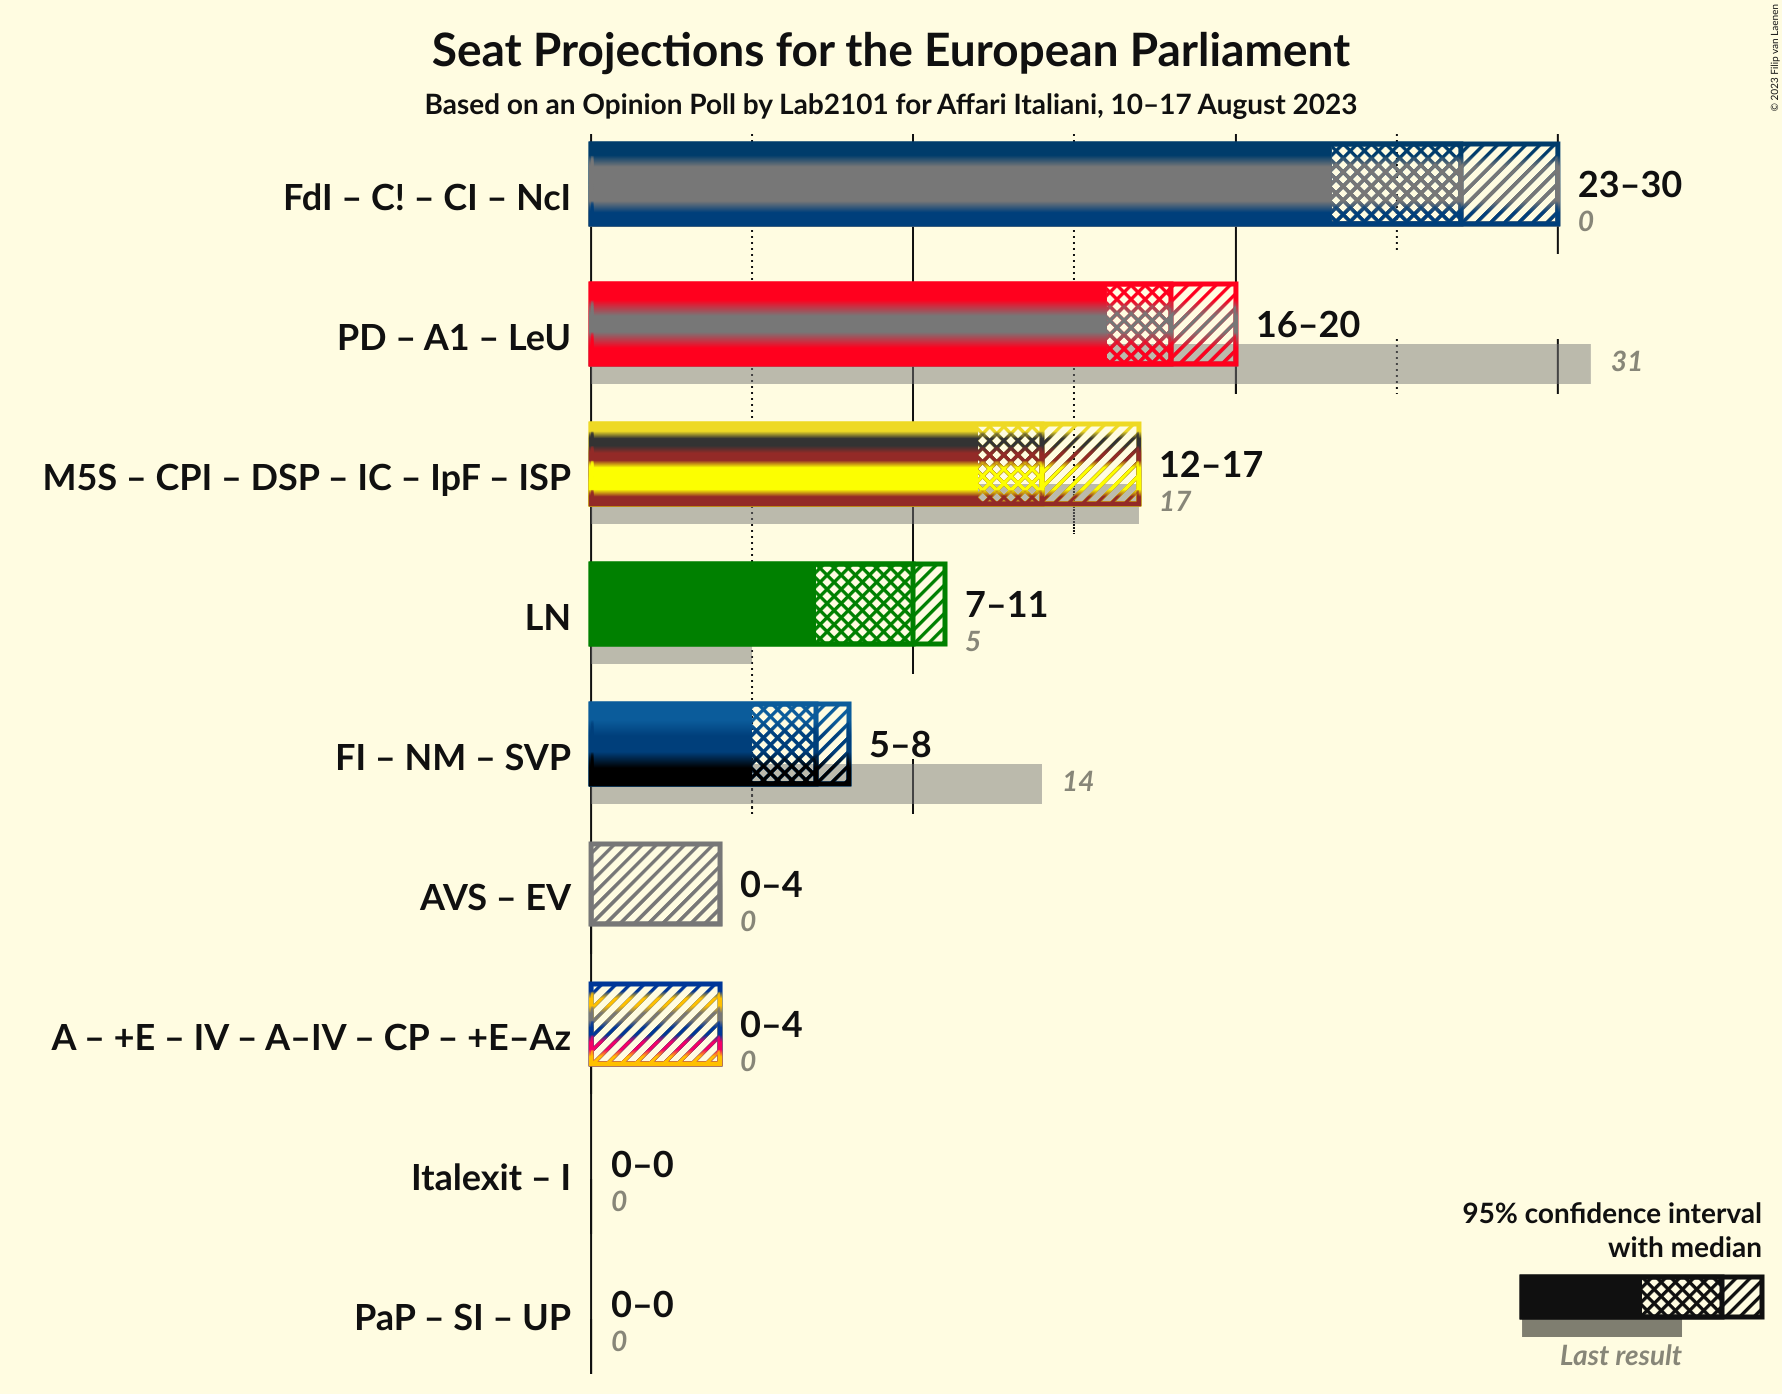 Seat Projections for the European Parliament
Based on an Opinion Poll by Lab2101 for Affari Italiani, 10–17 August 2023
© 2023 Filip van Laenen
FdI – C! – CI – NcI
23–30
0
PD – A1 – LeU
16–20
31
M5S – CPI – DSP – IC – IpF – ISP
12–17
17
LN
7–11
5
FI – NM – SVP
5–8
14
AVS – EV
0–4
0
A – +E – IV – A–IV – CP – +E–Az
0–4
0
Italexit – I
0–0
0
PaP – SI – UP
0–0
0
95% confidence interval
with median
Last result